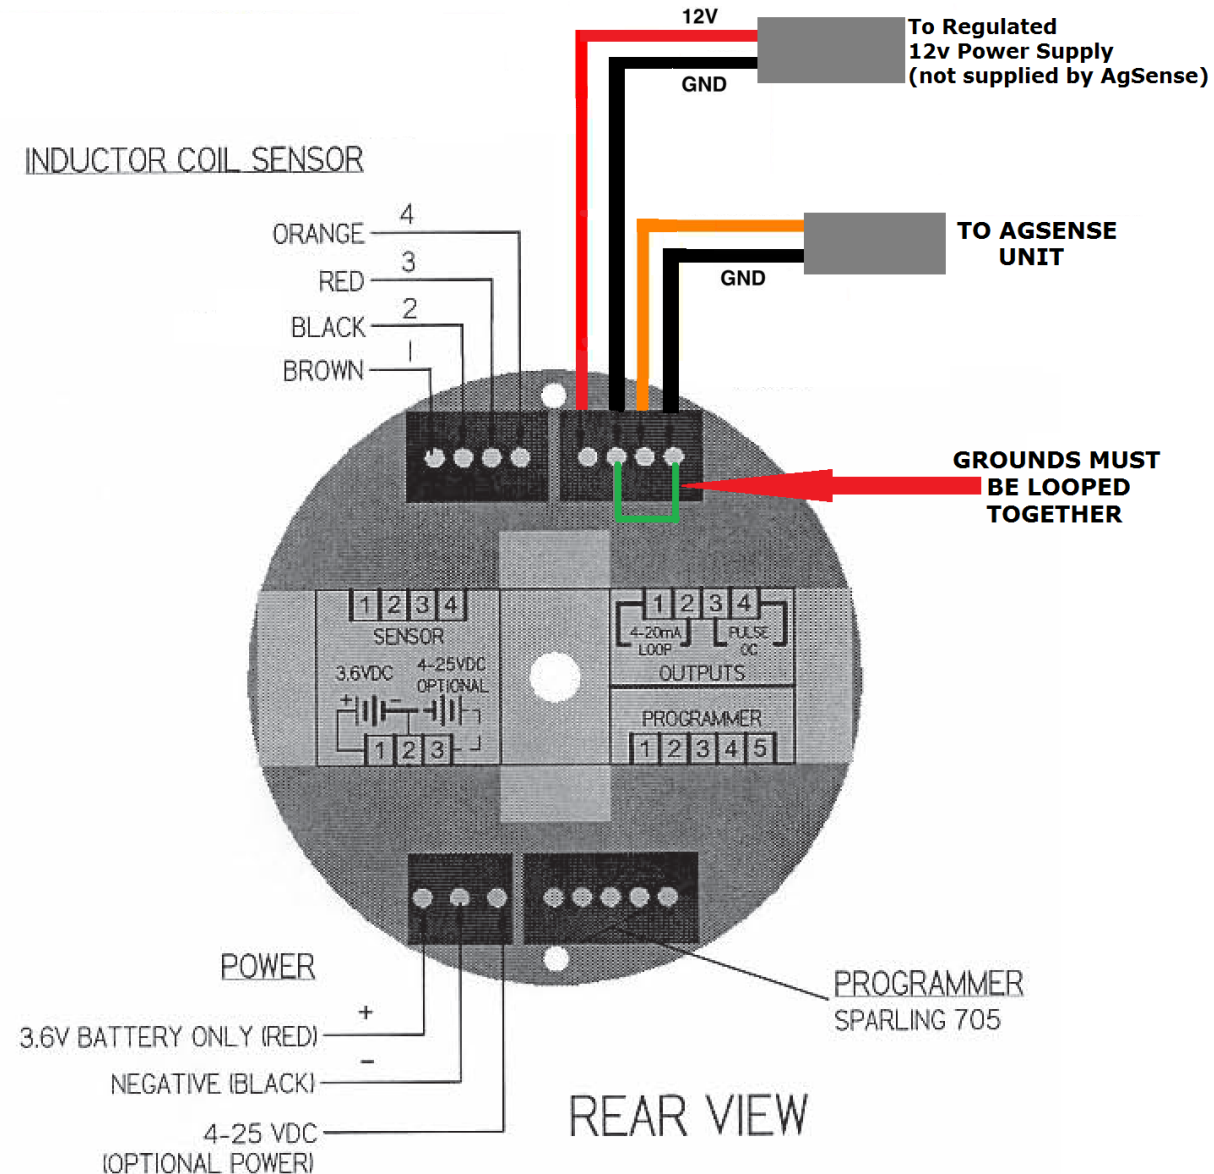 12V
To Regulated
12v Power Supply
(not supplied by AgSense)
GND
INDUCTOR COIL SENSOR
ORANGE 4
RED 3
BLACK 2
BROWN 1
TO AGSENSE
UNIT
GND
GROUNDS MUST
BE LOOPED
TOGETHER
1 2 3 4
SENSOR
3.6VDC
4-25VDC
OPTIONAL
+ -
1 2 3
1 2 3 4
4-20mA
LOOP
PULSE
OC
OUTPUTS
PROGRAMMER
1 2 3 4 5
POWER
+
3.6V BATTERY ONLY (RED)
-
NEGATIVE (BLACK)
4-25 VDC
(OPTIONAL POWER)
PROGRAMMER
SPARLING 705
REAR VIEW